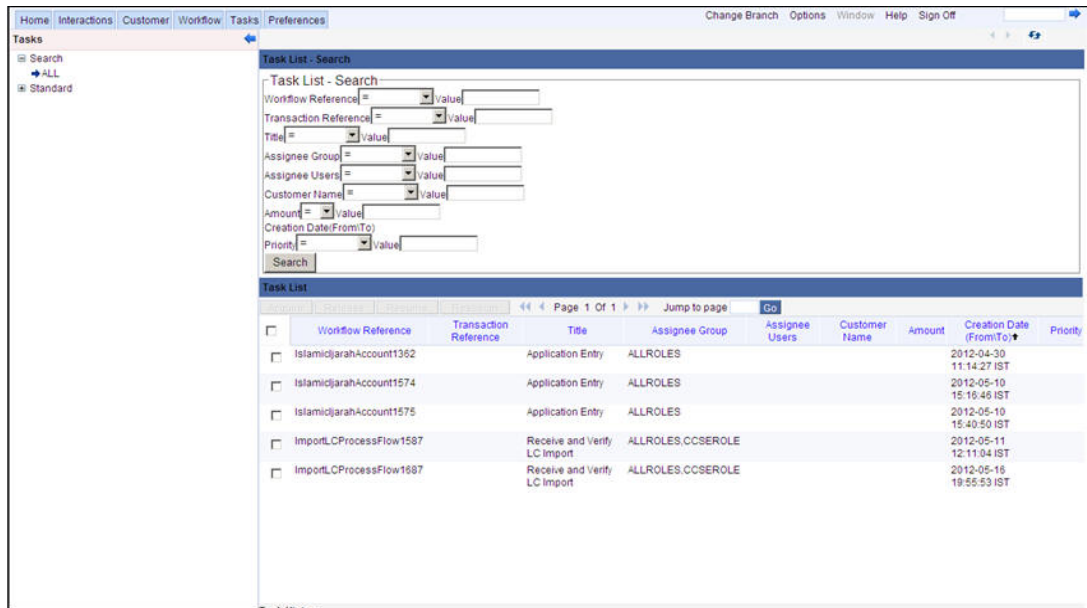 Home Interactions Customer Workflow Tasks Preferences
Change Branch Options Window Help Sign Off
Tasks
Search
ALL
Standard
Task List - Search
Task List - Search
Workflow Reference = Value
Transaction Reference = Value
Title = Value
Assignee Group = Value
Assignee Users = Value
Customer Name = Value
Amount = Value
Creation Date(From\To)
Priority = Value
Search
Task List
Page 1 Of 1 Jump to page Go
Workflow Reference Transaction Reference Title Assignee Group Assignee Users Customer Name Amount Creation Date (From\To) Priority
IslamicIjarahAccount1362 Application Entry ALLROLES 2012-04-30 11:14:27 IST
IslamicIjarahAccount1574 Application Entry ALLROLES 2012-05-10 15:16:46 IST
IslamicIjarahAccount1575 Application Entry ALLROLES 2012-05-10 15:40:50 IST
ImportLCProcessFlow1587 Receive and Verify LC Import ALLROLES,CCSEROLE 2012-05-11 12:11:04 IST
ImportLCProcessFlow1687 Receive and Verify LC Import ALLROLES,CCSEROLE 2012-05-16 19:55:53 IST